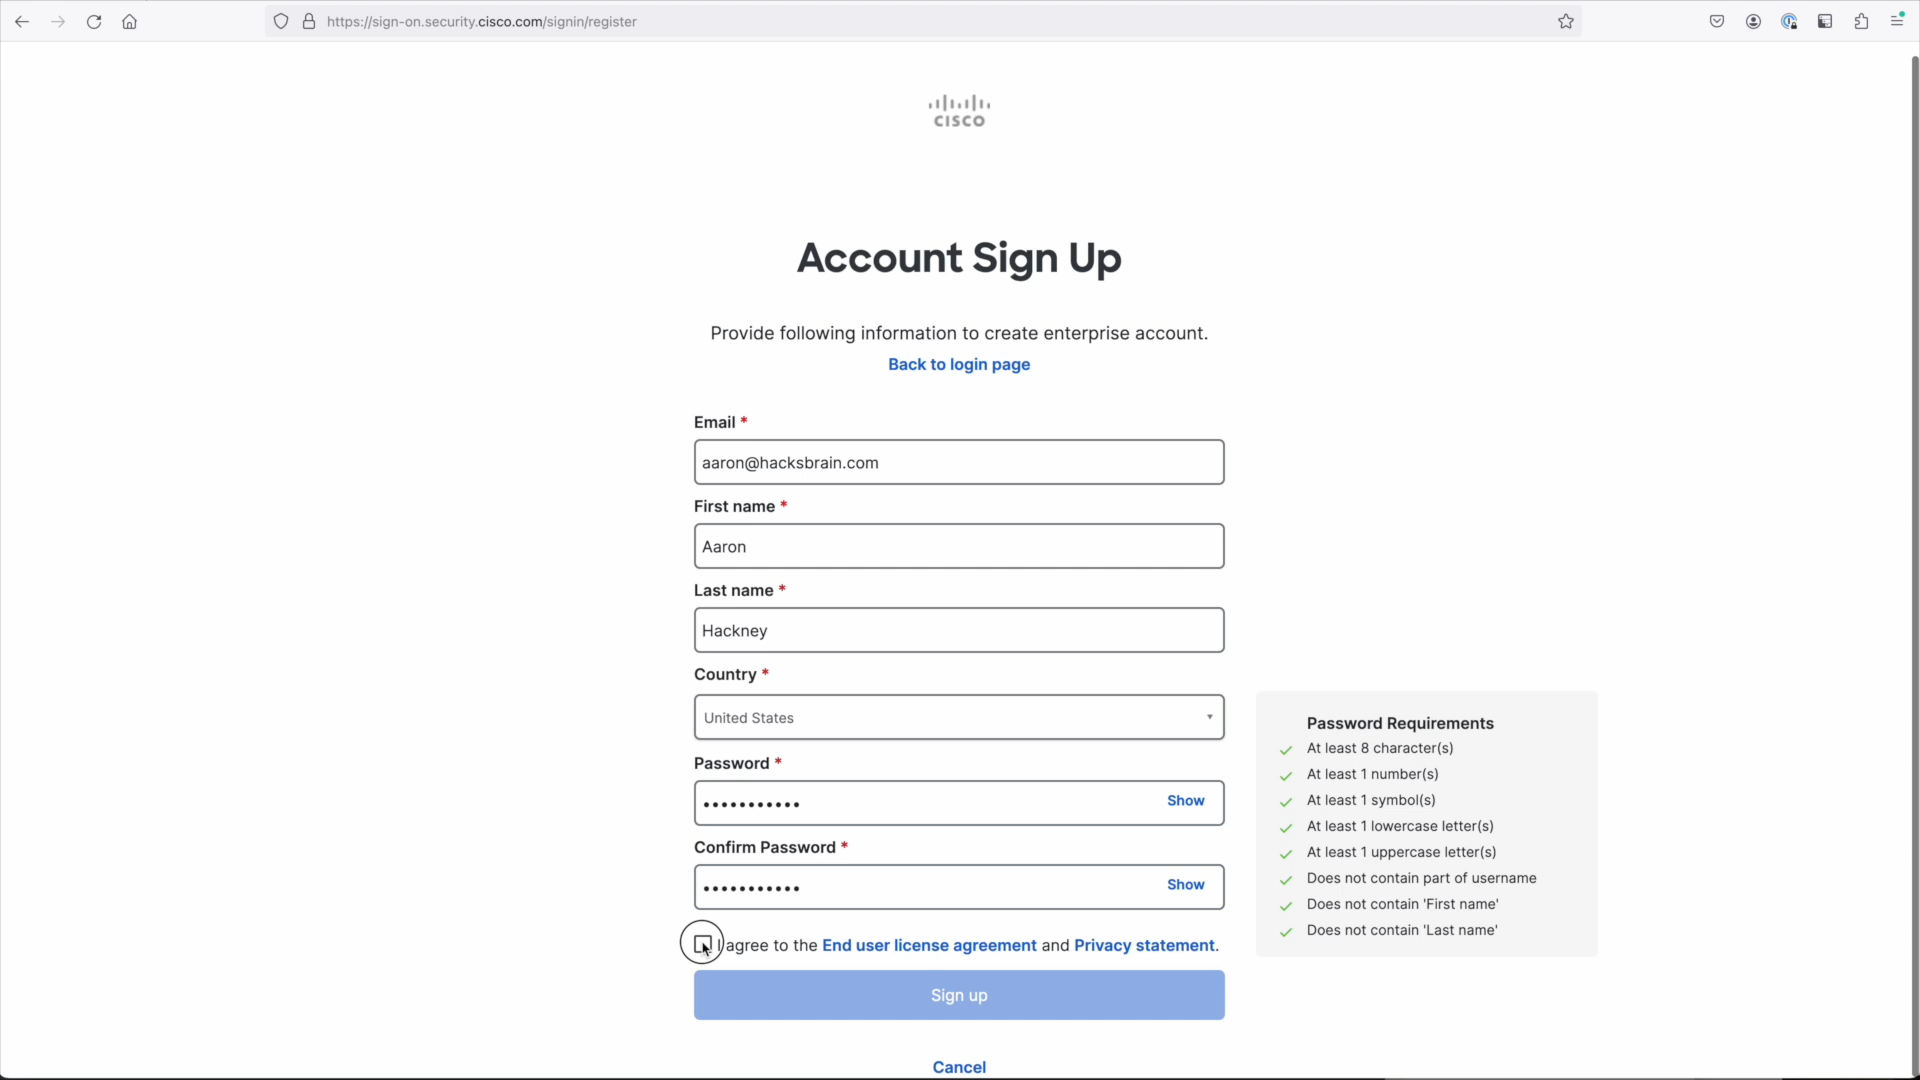 https://sign-on.security.cisco.com/signin/register
CISCO
Account Sign Up
Provide following information to create enterprise account.
Back to login page
Email *
aaron@hacksbrain.com
First name *
Aaron
Last name *
Hackney
Country *
United States
Password *
Show
Confirm Password *
Show
I agree to the End user license agreement and Privacy statement.
Sign up
Cancel
Password Requirements
At least 8 character(s)
At least 1 number(s)
At least 1 symbol(s)
At least 1 lowercase letter(s)
At least 1 uppercase letter(s)
Does not contain part of username
Does not contain 'First name'
Does not contain 'Last name'